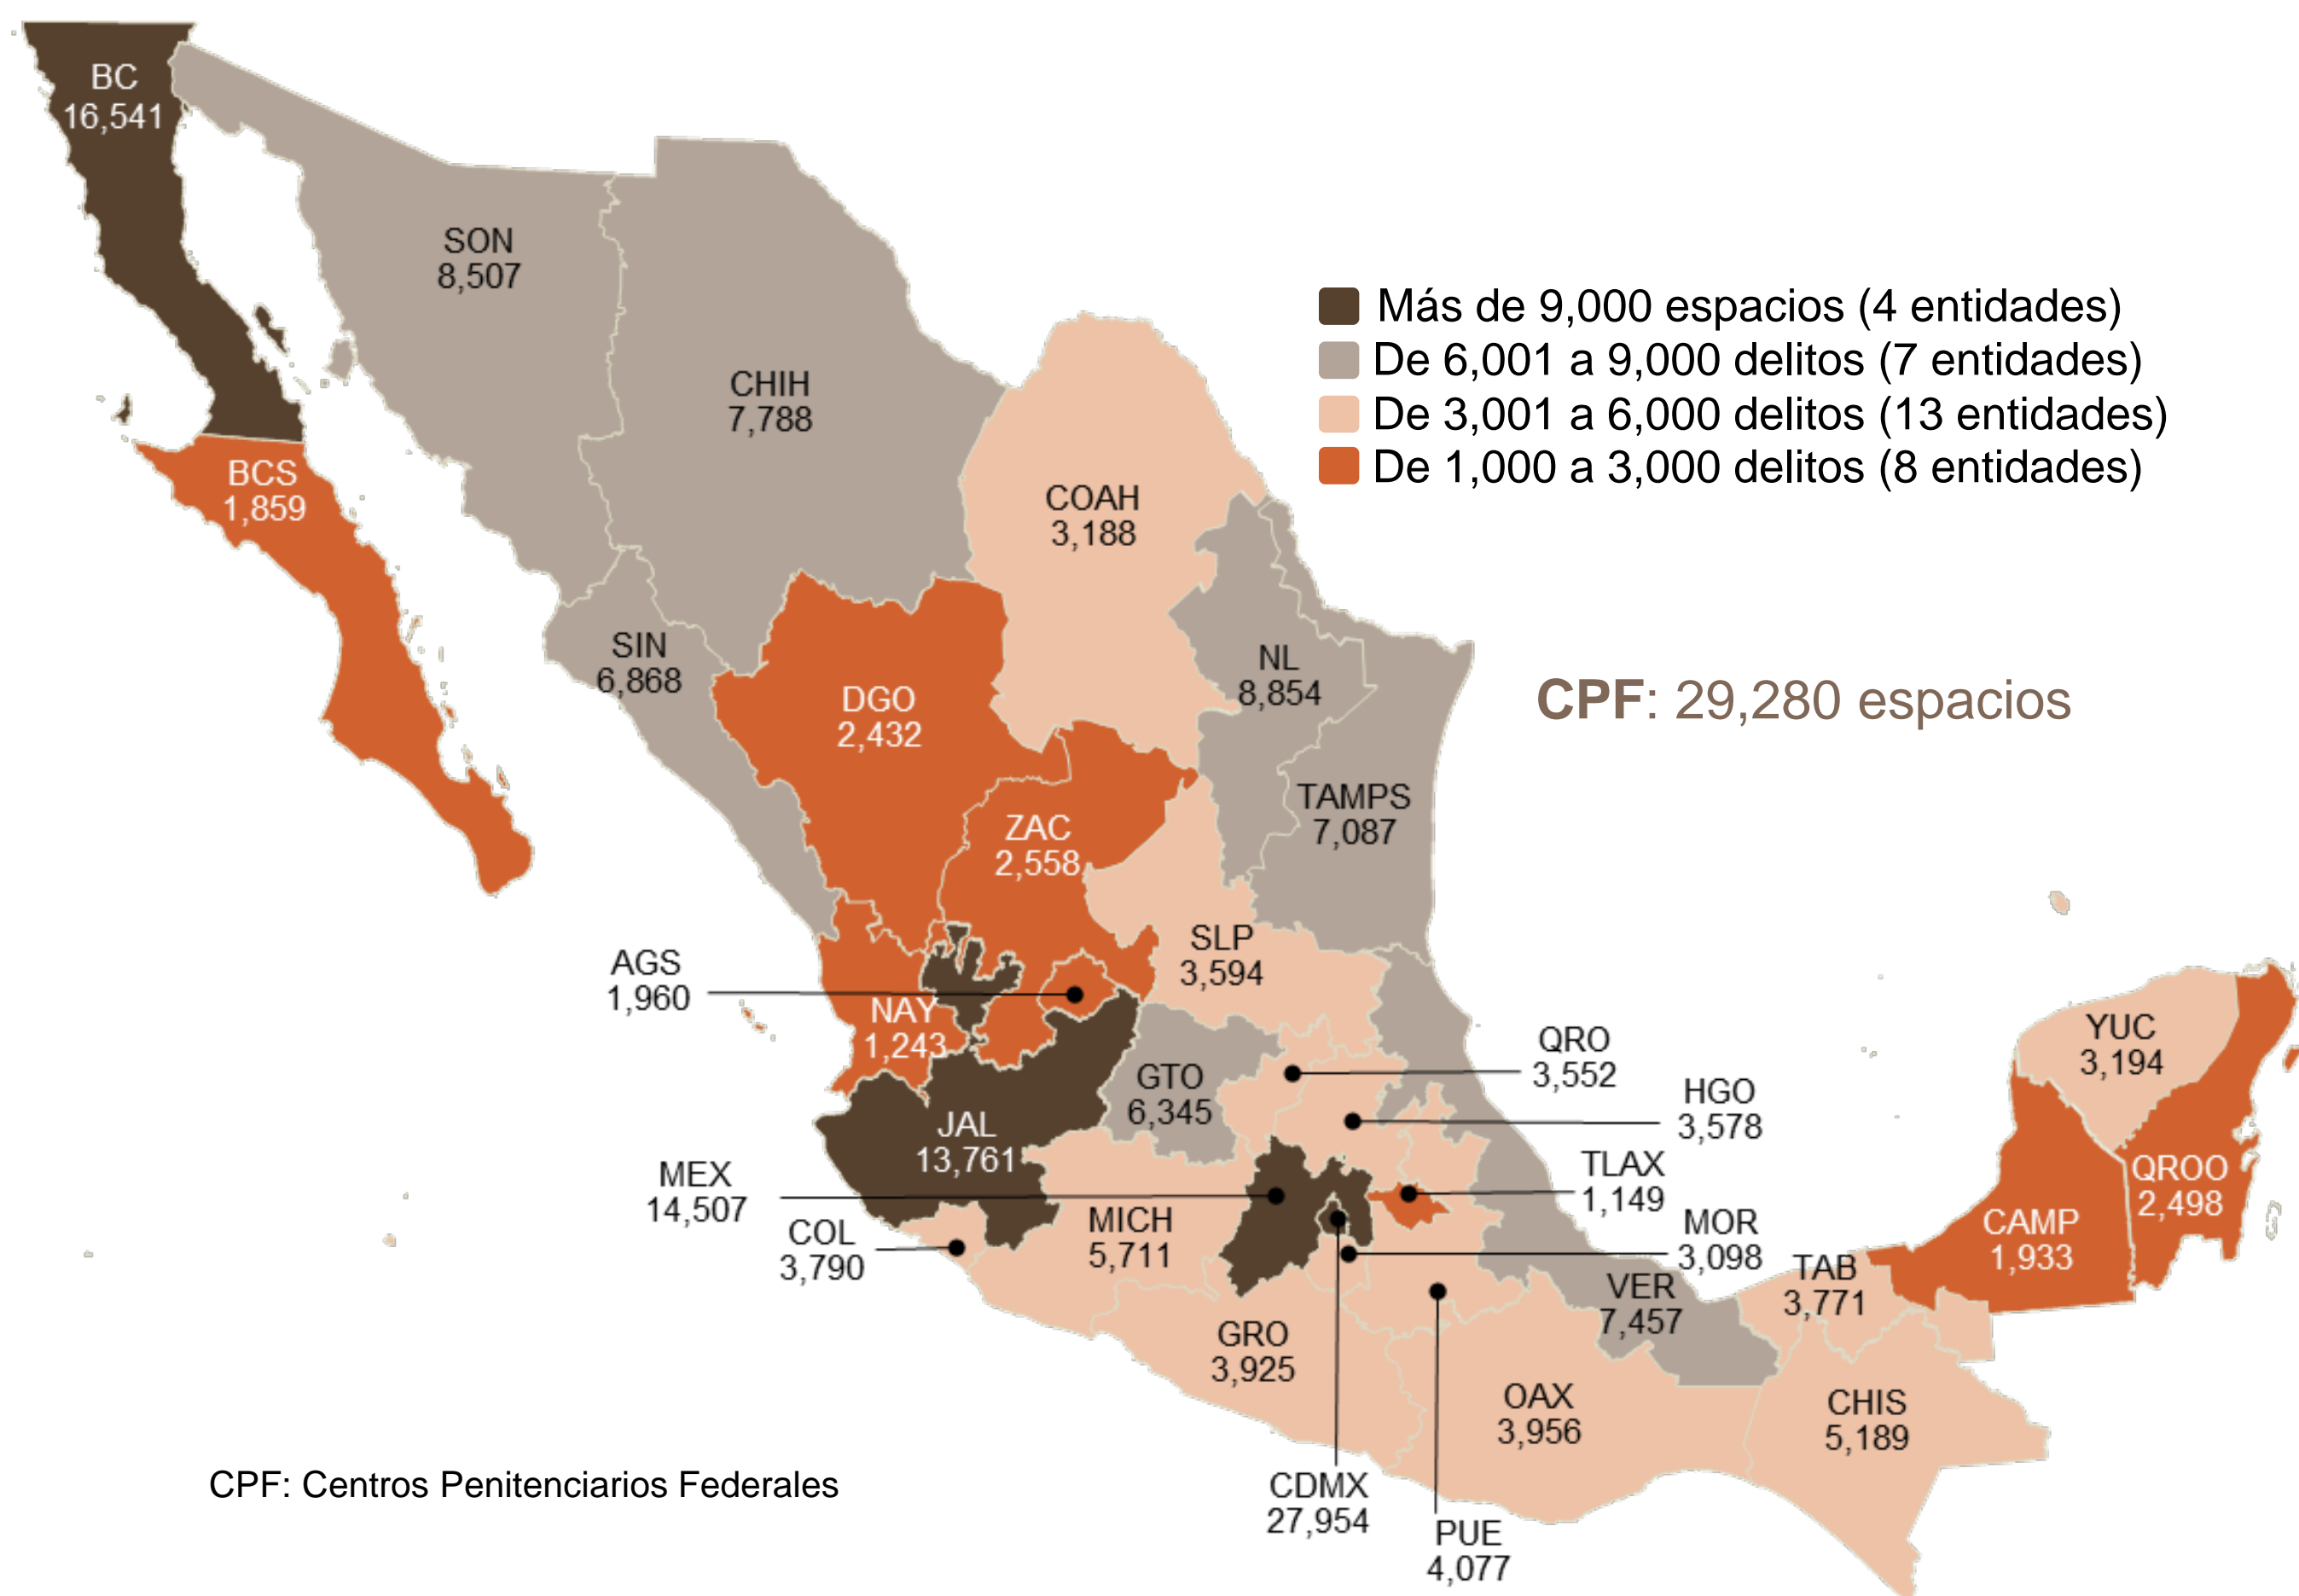 BC
16,541
SON
8,507
CHIH
7,788
Más de 9,000 espacios (4 entidades)
De 6,001 a 9,000 delitos (7 entidades)
De 3,001 a 6,000 delitos (13 entidades)
De 1,000 a 3,000 delitos (8 entidades)
BCS
1,859
COAH
3,188
SIN
6,868
DGO
2,432
NL
8,854
CPF: 29,280 espacios
TAMPS
7,087
ZAC
2,558
SLP
3,594
AGS
1,960
NAY
1,243
GTO
6,345
QRO
3,552
HGO
3,578
YUC
3,194
JAL
13,761
MEX
14,507
TLAX
1,149
QROO
2,498
COL
3,790
MICH
5,711
MOR
3,098
CAMP
1,933
TAB
3,771
VER
7,457
GRO
3,925
OAX
3,956
CHIS
5,189
CPF: Centros Penitenciarios Federales
CDMX
27,954
PUE
4,077